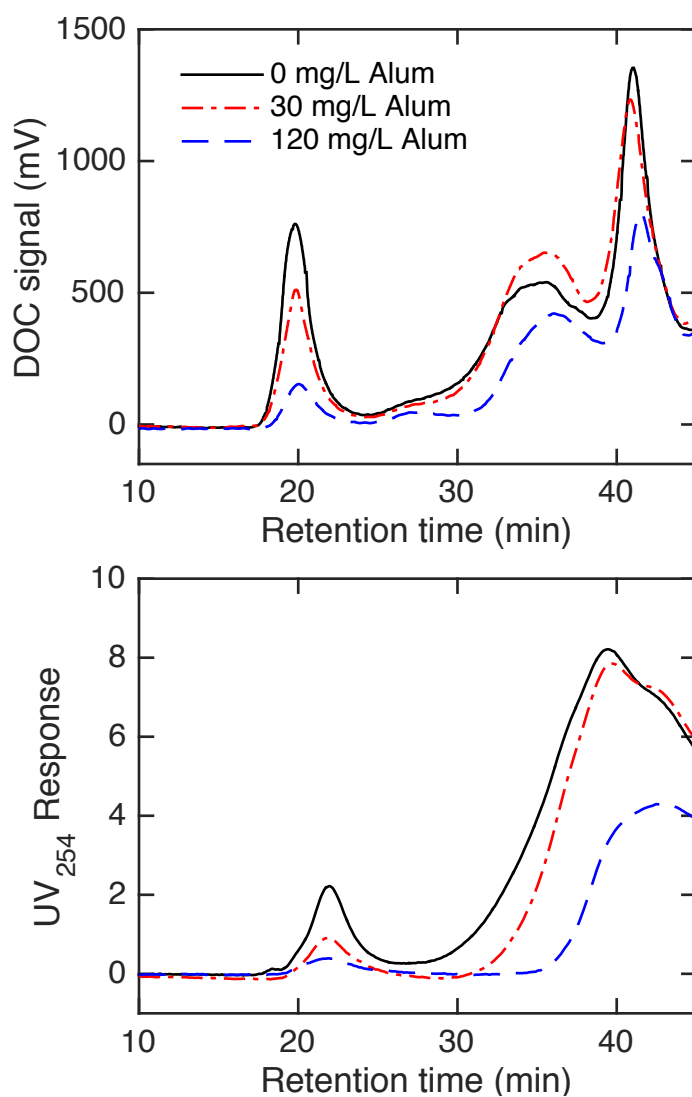 1500
0 mg/L Alum
30 mg/L Alum
120 mg/L Alum
1000
500
0
DOC signal (mV)
10 20 30 40
Retention time (min)
10
8
6
4
2
0
UV254 Response
10 20 30 40
Retention time (min)